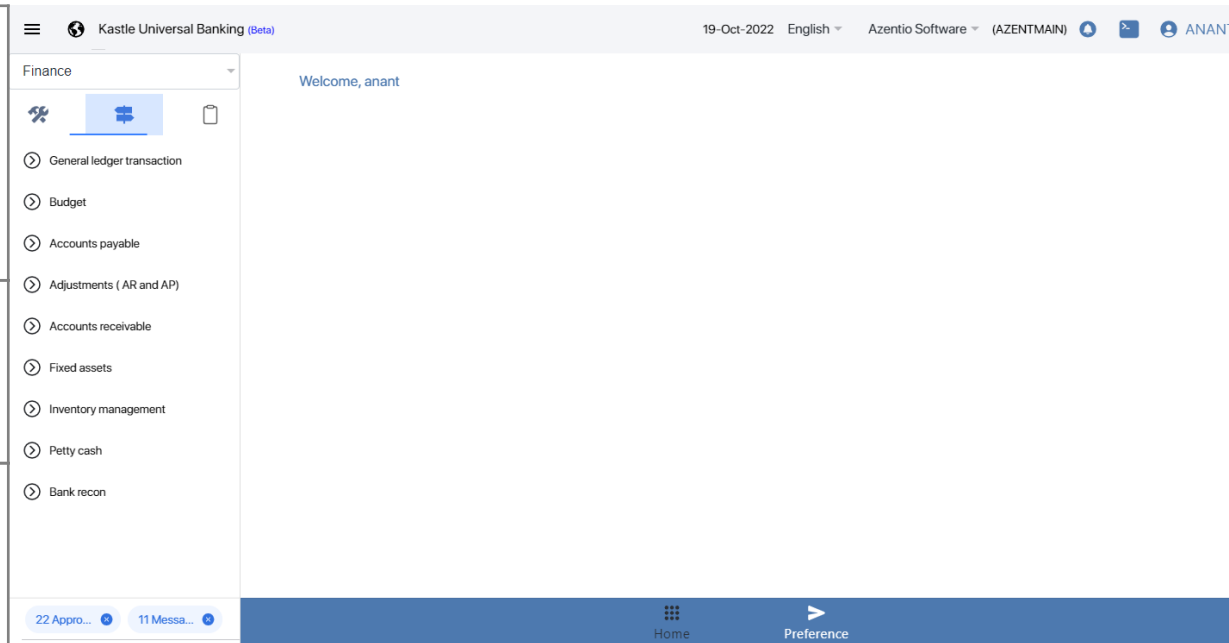 Kastle Universal Banking (Beta) 19-Oct-2022 English Azentio Software (AZENTMAIN) ANANT
Finance
Welcome, anant
General ledger transaction
Budget
Accounts payable
Adjustments ( AR and AP)
Accounts receivable
Fixed assets
Inventory management
Petty cash
Bank recon
22 Appro... 11 Messa...
Home Preference